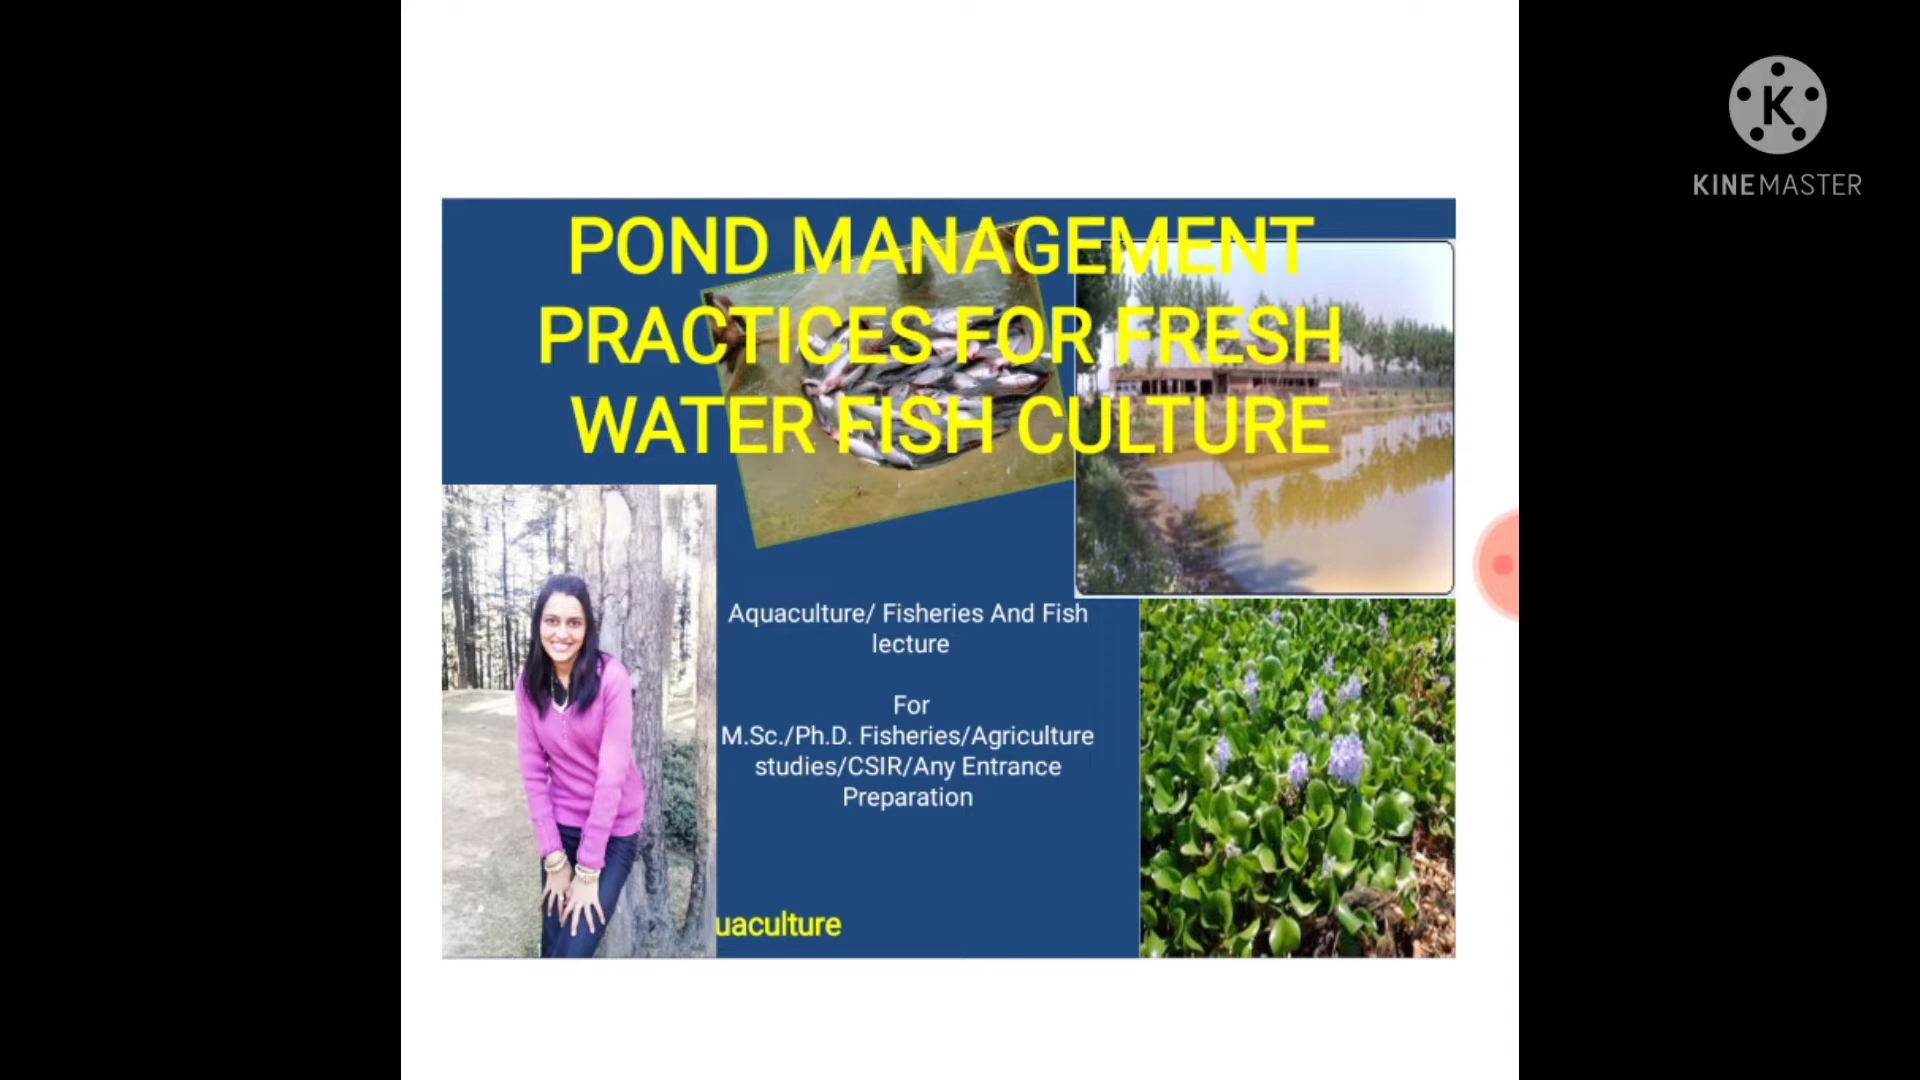 K
KINEMASTER
POND MANAGEMENT
PRACTICES FOR FRESH
WATER FISH CULTURE
Aquaculture/ Fisheries And Fish
lecture
For
M.Sc./Ph.D. Fisheries/Agriculture
studies/CSIR/Any Entrance
Preparation
uaculture